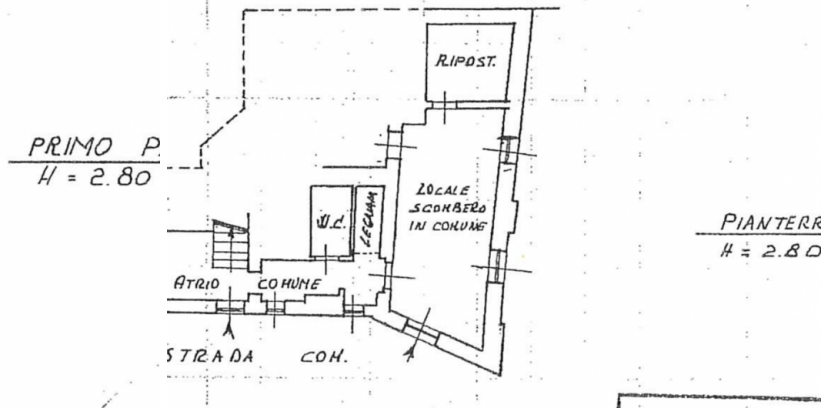 RIPOST.
PRIMO P
H = 2.80
LOCALE
SGOMBERO
IN COMUNE
W.C.
LEGNAIA
PIANTERR
H = 2.80
ATRIO COMUNE
STRADA COM.